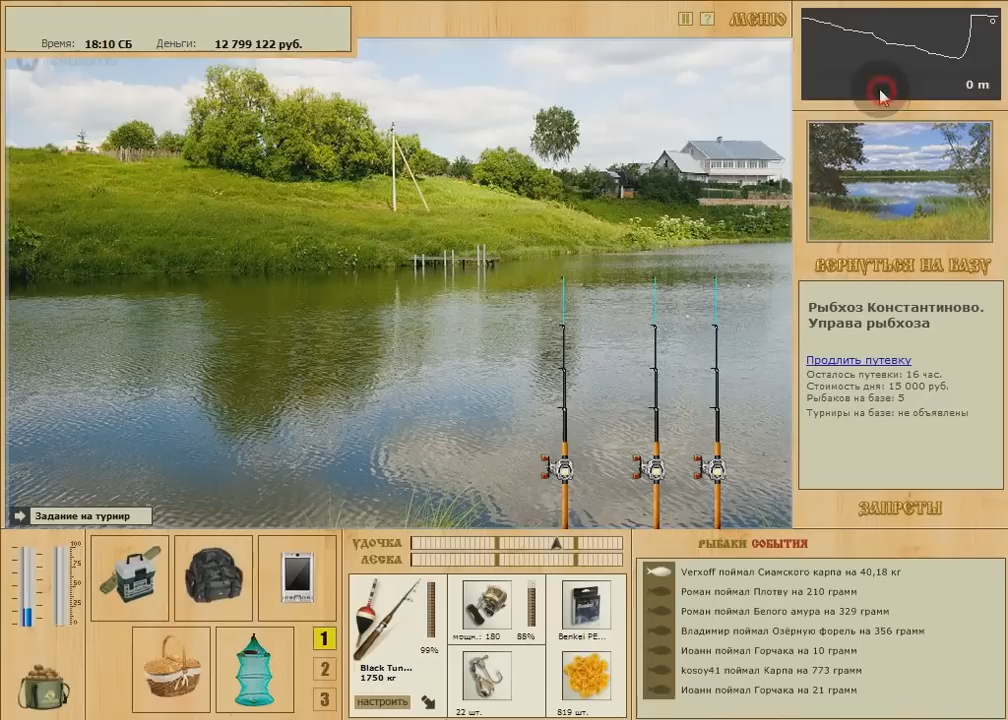 Время: 18:10 СБ Деньги: 12 799 122 руб.
? МЕНЮ
0 m
ВЕРНУТЬСЯ НА БАЗУ
Рыбхоз Константиново.
Управа рыбхоза
Продлить путевку
Осталось путевки: 16 час.
Стоимость дня: 15 000 руб.
Рыбаков на базе: 5
Турниры на базе: не объявлены
ЗАПРЕТЫ
Задание на турнир
100
75
50
25
0
1
2
3
УДОЧКА
ЛЕСКА
99%
Black Tun...
1750 кг
настроить
мощн.: 180 88%
Benkei PE...
22 шт.
819 шт.
РЫБАКИ СОБЫТИЯ
Verxoff поймал Сиамского карпа на 40,18 кг
Роман поймал Плотву на 210 грамм
Роман поймал Белого амура на 329 грамм
Владимир поймал Озёрную форель на 356 грамм
Иоанн поймал Горчака на 10 грамм
kosoy41 поймал Карпа на 773 грамм
Иоанн поймал Горчака на 21 грамм